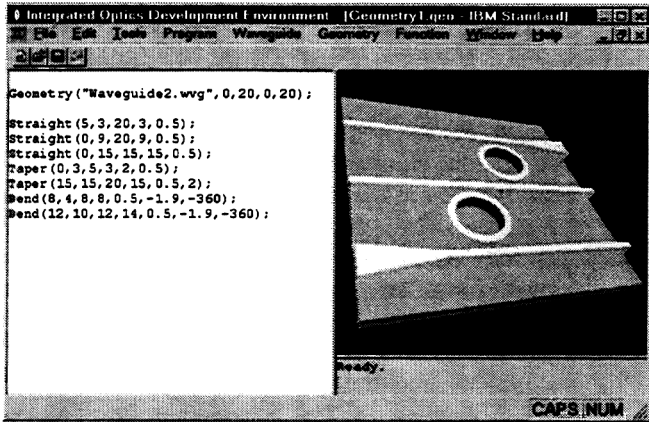 Integrated Optics Development Environment [Geometry1.geo - IBM Standard]
3D File Edit Tools Program Waveguide Geometry Function Window Help
Geometry("Waveguide2.wvg",0,20,0,20);
Straight(5,3,20,3,0.5);
Straight(0,9,20,9,0.5);
Straight(0,15,15,15,0.5);
Taper(0,3,5,3,2,0.5);
Taper(15,15,20,15,0.5,2);
Bend(8,4,8,8,0.5,-1.9,-360);
Bend(12,10,12,14,0.5,-1.9,-360);
Ready.
CAPS NUM